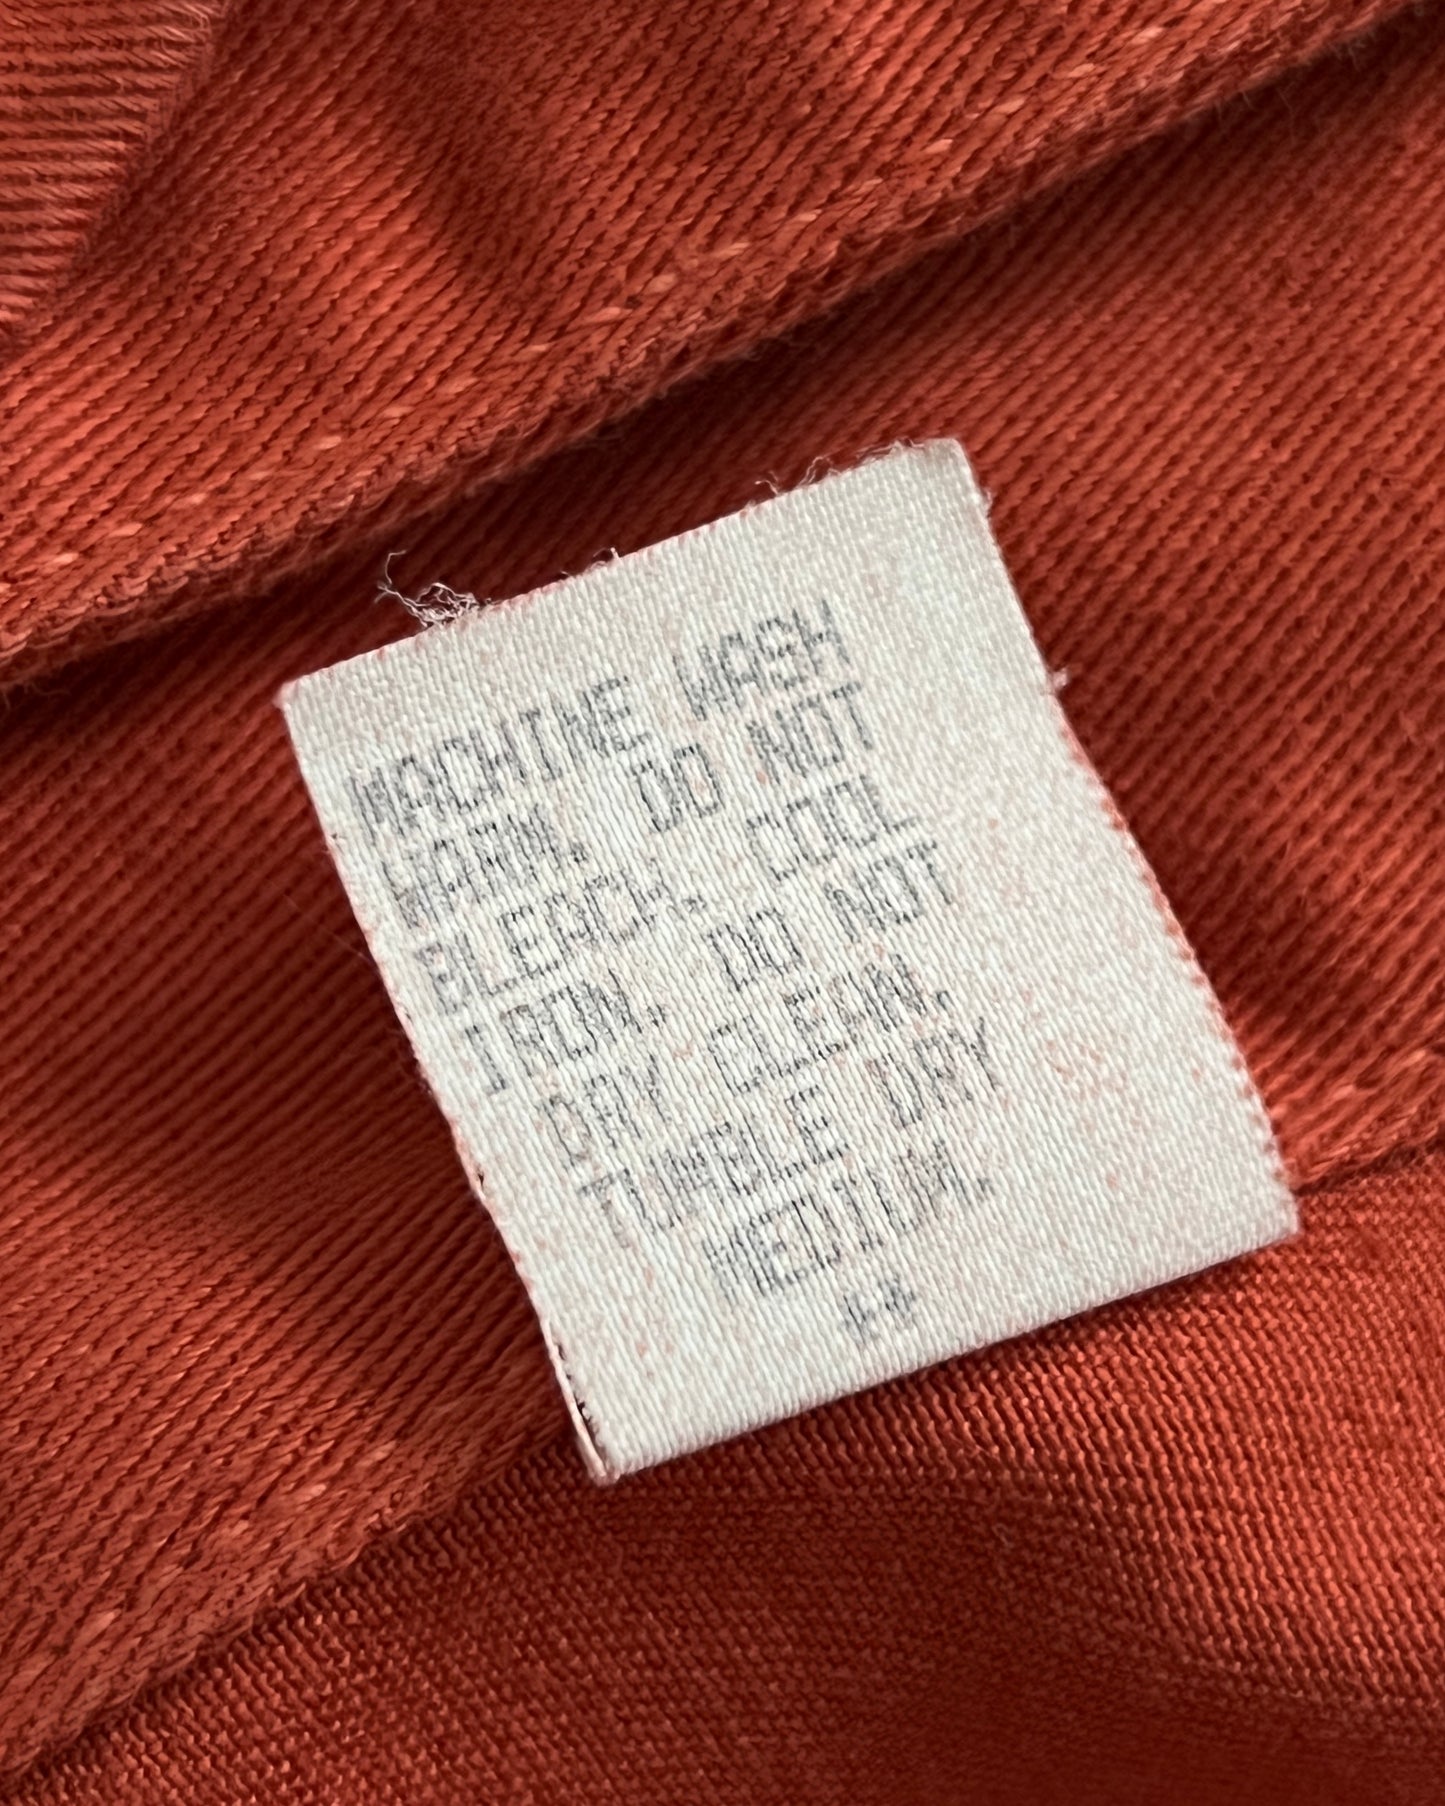 MACHINE WASH
WARM. DO NOT
BLEACH. COOL
IRON. DO NOT
DRY CLEAN.
TUMBLE DRY
MEDIUM.